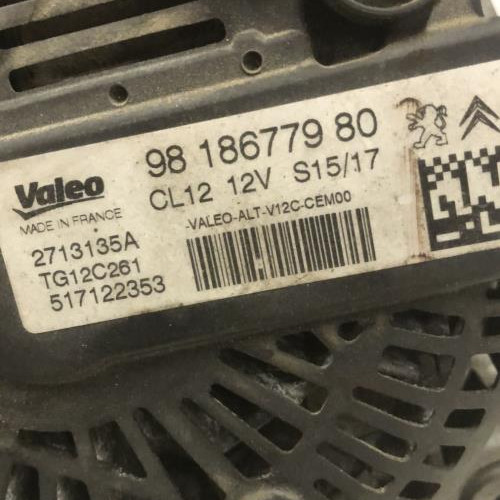 Valeo
MADE IN FRANCE
2713135A
TG12C261
517122353
98 186779 80
CL12 12V S15/17
-VALEO-ALT-V12C-CEM00